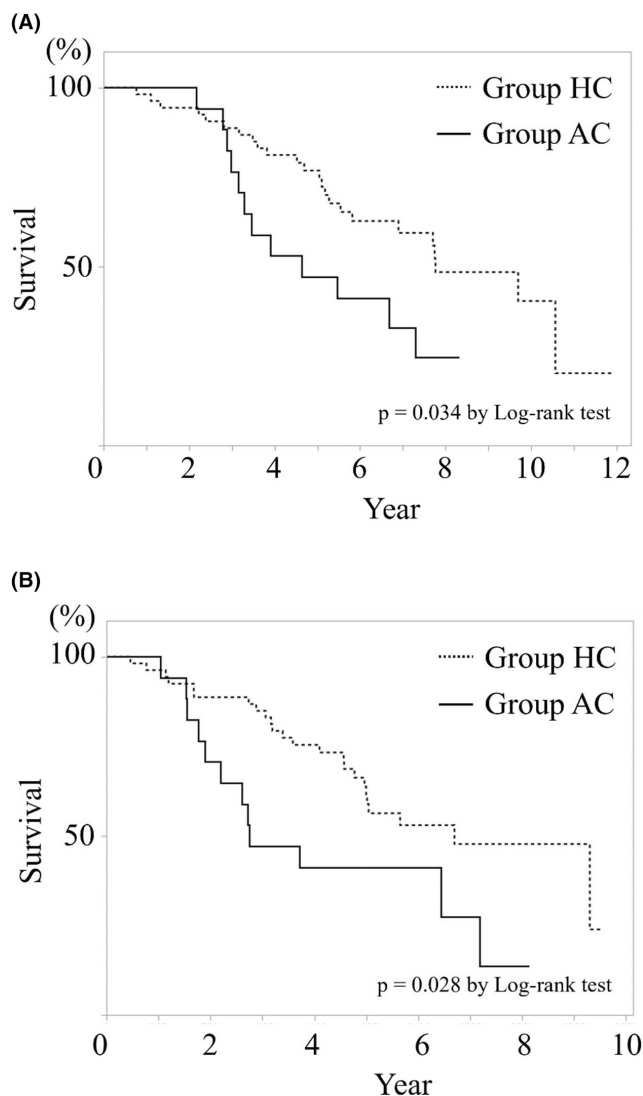 (A)
(%)
100
Group HC
Group AC
Survival
50
p = 0.034 by Log-rank test
0 2 4 6 8 10 12
Year
(B)
(%)
100
Group HC
Group AC
Survival
50
p = 0.028 by Log-rank test
0 2 4 6 8 10
Year